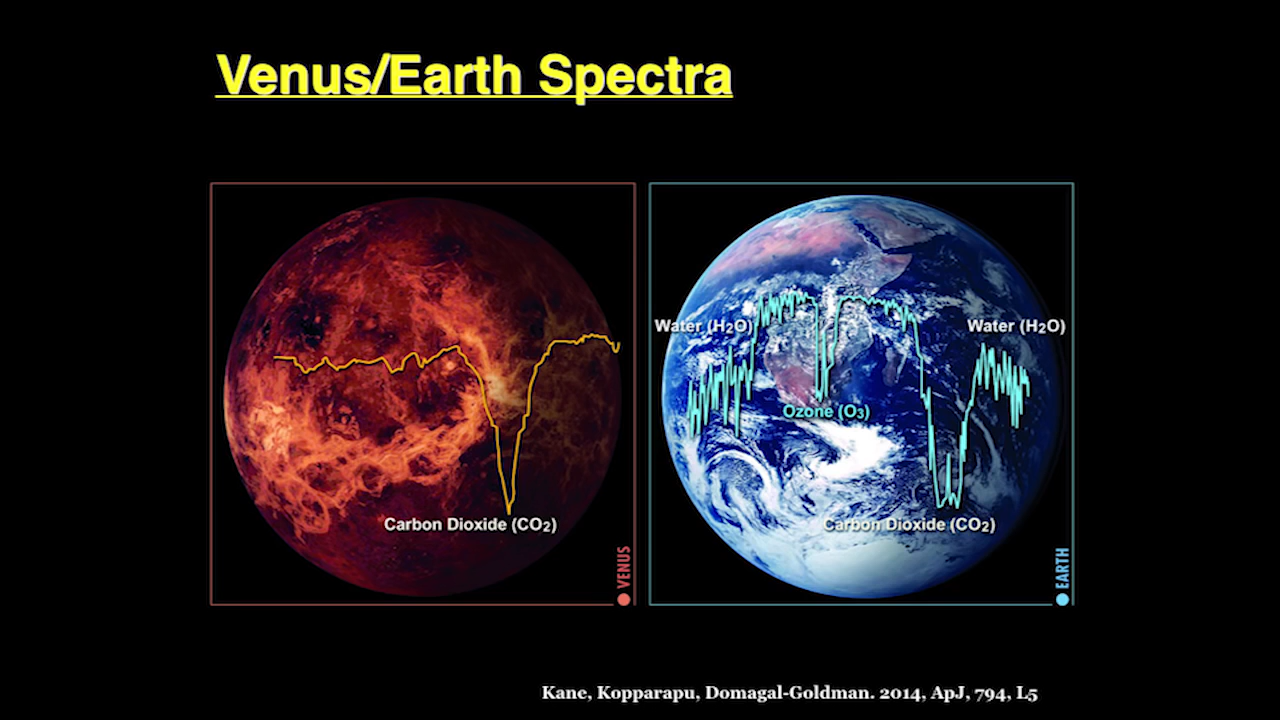 Venus/Earth Spectra
Carbon Dioxide (CO₂)
VENUS
Water (H₂O)
Water (H₂O)
Ozone (O₃)
Carbon Dioxide (CO₂)
EARTH
Kane, Kopparapu, Domagal-Goldman. 2014, ApJ, 794, L5